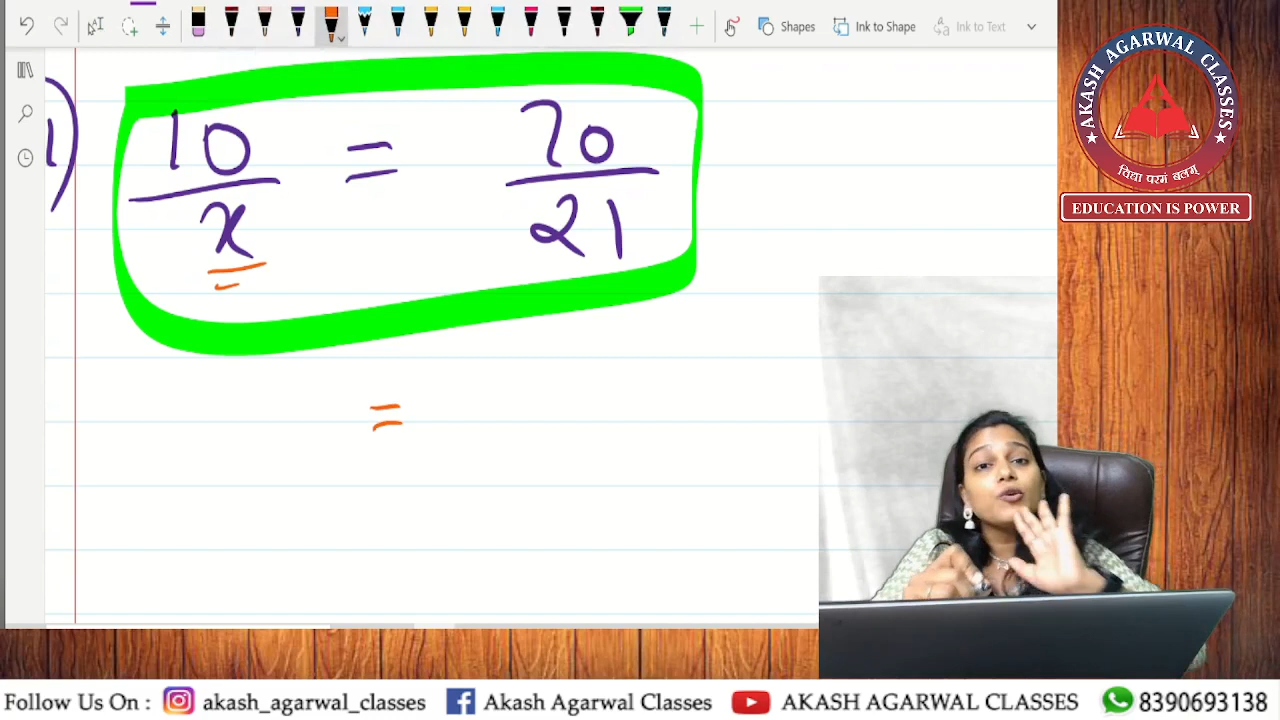 Shapes Ink to Shape Ink to Text
1) 10/x = 70/21
=
AKASH AGARWAL CLASSES
विद्या परमं बलम्
EDUCATION IS POWER
Follow Us On : akash_agarwal_classes Akash Agarwal Classes AKASH AGARWAL CLASSES 8390693138